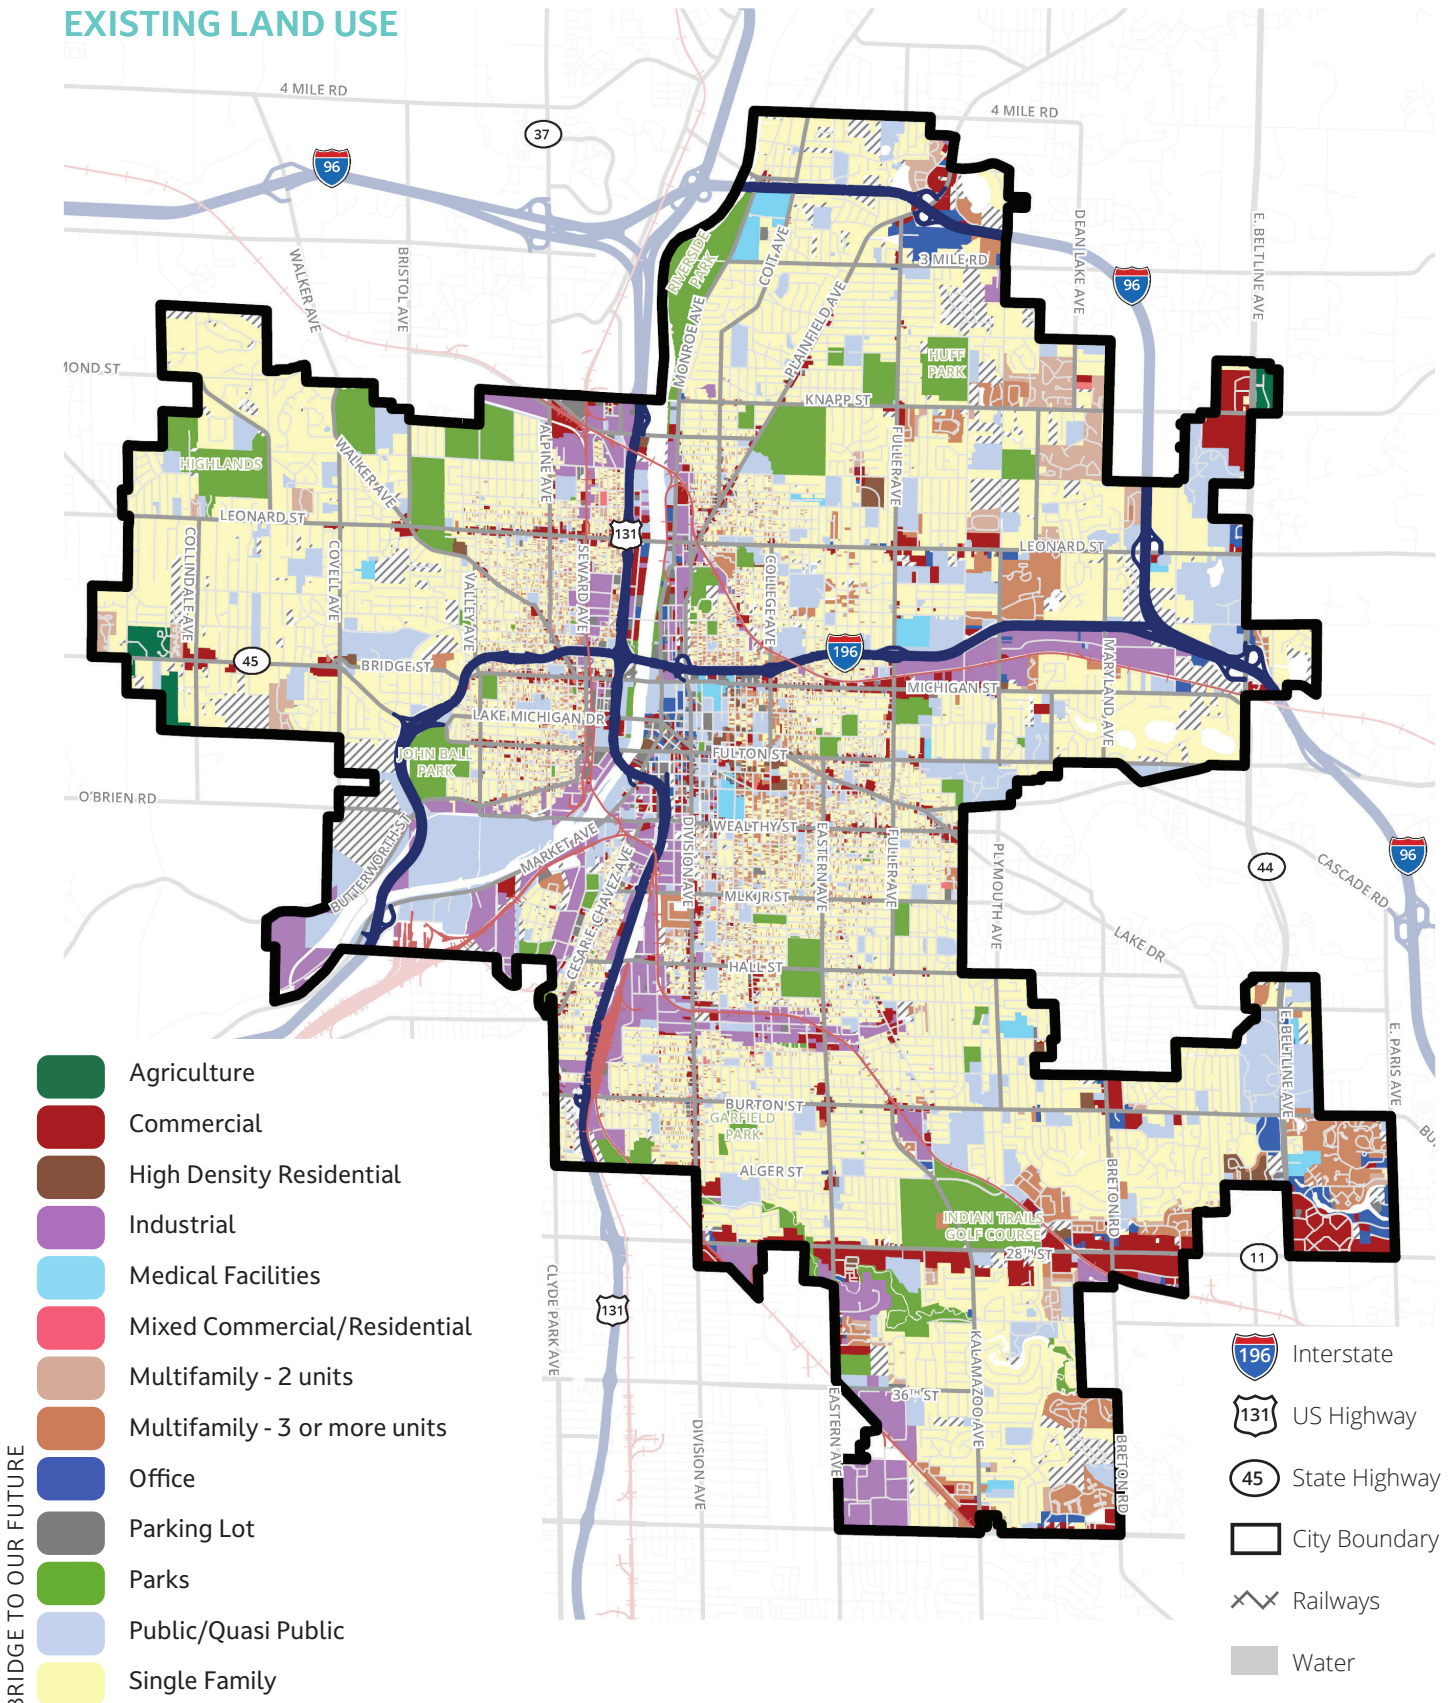 EXISTING LAND USE
4 MILE RD
4 MILE RD
37
96
WALKER AVE
BRISTOL AVE
DEAN LAKE AVE
E. BELTLINE AVE
RIVERSIDE
PARK
COIT AVE
3 MILE RD
96
MONROE AVE
PLAINFIELD AVE
HUFF
PARK
MOND ST
KNAPP ST
ALPINE AVE
FULLER AVE
WALKER AVE
HIGHLANDS
LEONARD ST
131
LEONARD ST
COLLINDALE AVE
COVELL AVE
VALLEY AVE
SEWARD AVE
COLLEGE AVE
45
BRIDGE ST
196
MARYLAND AVE
MICHIGAN ST
LAKE MICHIGAN DR
JOHN BALL
PARK
FULTON ST
O'BRIEN RD
BUTTERWORTH ST
MARKET AVE
WEALTHY ST
DIVISION AVE
EASTERN AVE
FULLER AVE
PLYMOUTH AVE
44
96
CASCADE RD
CESAR E. CHAVEZ AVE
MLK JR ST
LAKE DR
HALL ST
E. BELTLINE AVE
E. PARIS AVE
BURTON ST
GARFIELD
PARK
BU
ALGER ST
BRETON RD
INDIAN TRAILS
GOLF COURSE
28TH ST
11
CLYDE PARK AVE
131
DIVISION AVE
EASTERN AVE
KALAMAZOO AVE
36TH ST
BRETON RD
Agriculture
Commercial
High Density Residential
Industrial
Medical Facilities
Mixed Commercial/Residential
Multifamily - 2 units
Multifamily - 3 or more units
Office
Parking Lot
Parks
Public/Quasi Public
Single Family
196 Interstate
131 US Highway
45 State Highway
City Boundary
Railways
Water
BRIDGE TO OUR FUTURE